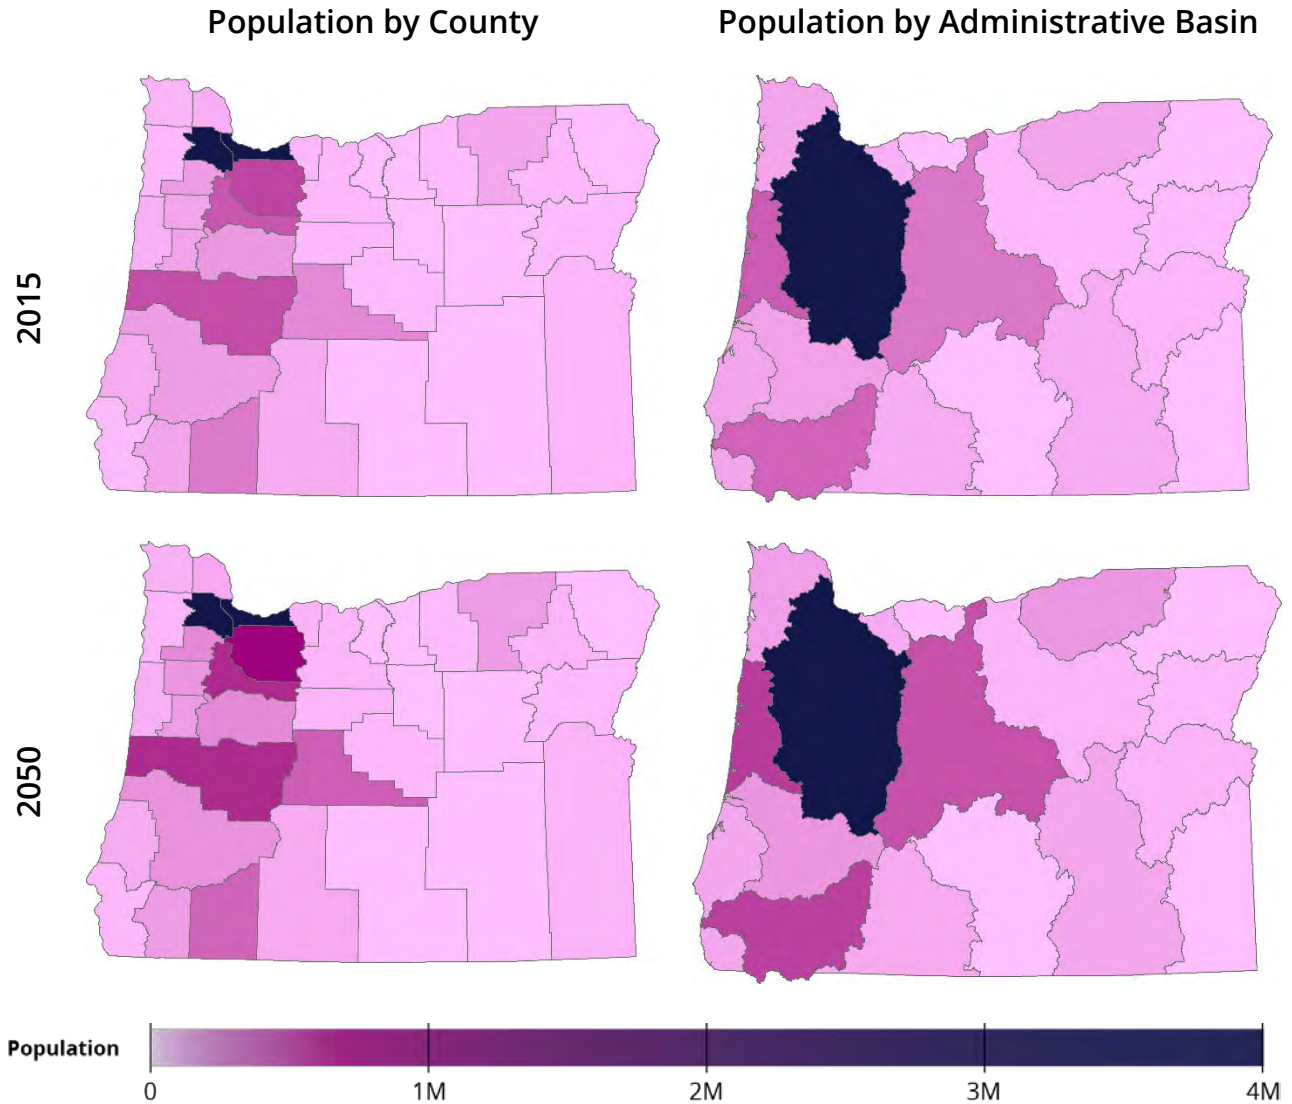 Population by County
Population by Administrative Basin
2015
2050
Population
0
1M
2M
3M
4M